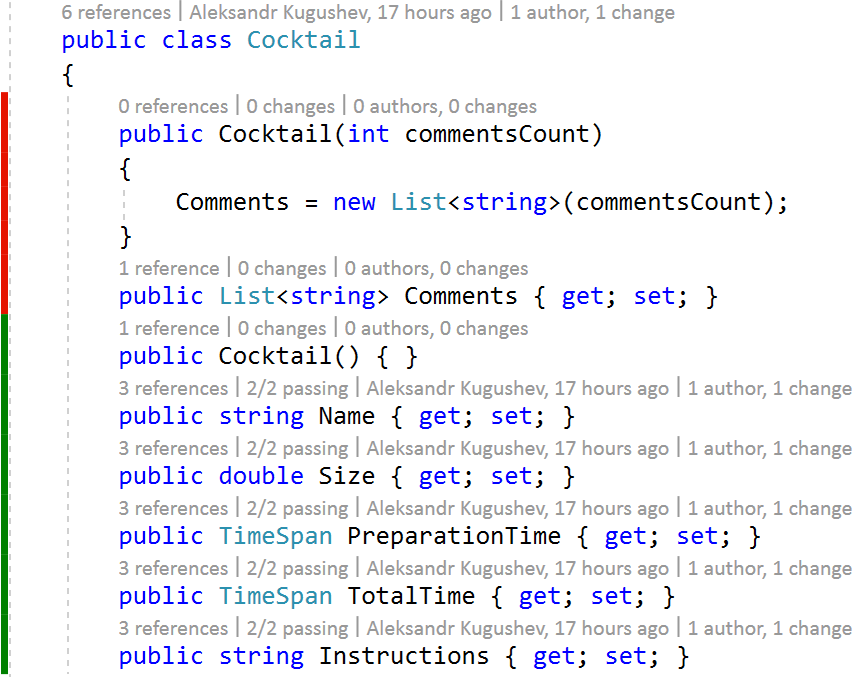 6 references | Aleksandr Kugushev, 17 hours ago | 1 author, 1 change
public class Cocktail
{
0 references | 0 changes | 0 authors, 0 changes
public Cocktail(int commentsCount)
{
Comments = new List<string>(commentsCount);
}
1 reference | 0 changes | 0 authors, 0 changes
public List<string> Comments { get; set; }
1 reference | 0 changes | 0 authors, 0 changes
public Cocktail() { }
3 references | 2/2 passing | Aleksandr Kugushev, 17 hours ago | 1 author, 1 change
public string Name { get; set; }
3 references | 2/2 passing | Aleksandr Kugushev, 17 hours ago | 1 author, 1 change
public double Size { get; set; }
3 references | 2/2 passing | Aleksandr Kugushev, 17 hours ago | 1 author, 1 change
public TimeSpan PreparationTime { get; set; }
3 references | 2/2 passing | Aleksandr Kugushev, 17 hours ago | 1 author, 1 change
public TimeSpan TotalTime { get; set; }
3 references | 2/2 passing | Aleksandr Kugushev, 17 hours ago | 1 author, 1 change
public string Instructions { get; set; }